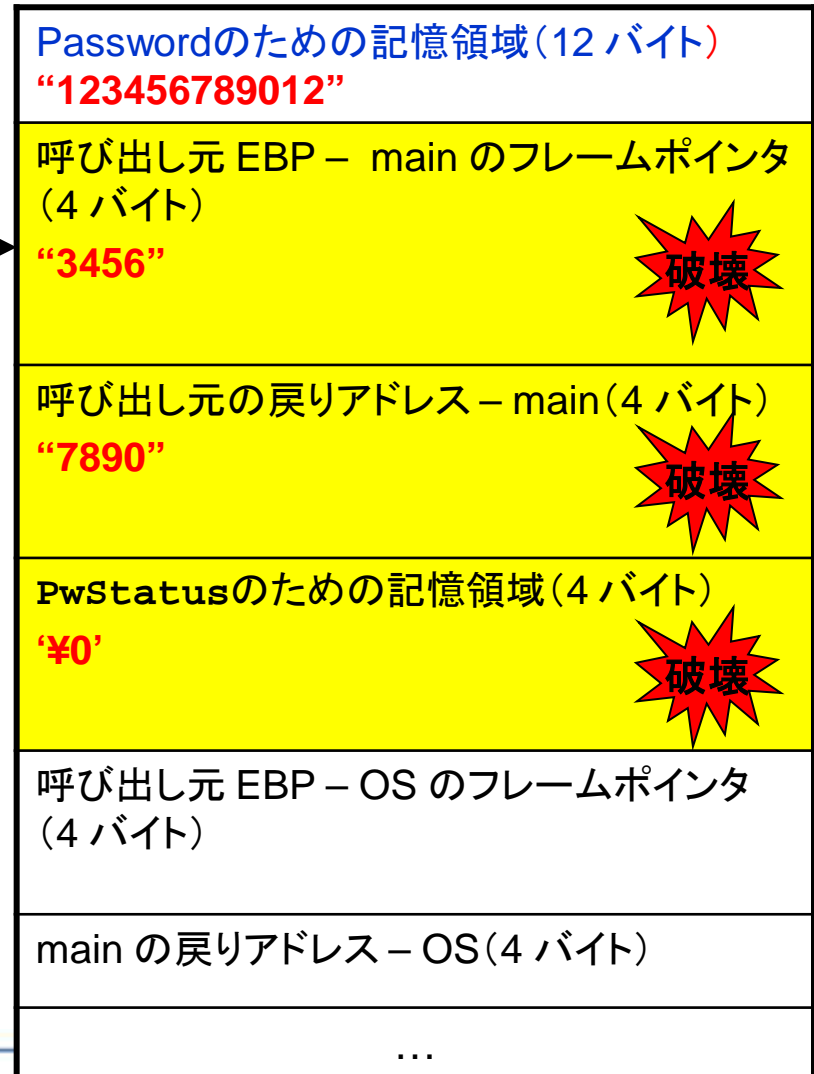 Passwordのための記憶領域（12 バイト）
“123456789012”
呼び出し元 EBP – main のフレームポインタ
（4 バイト）
“3456”
破壊
呼び出し元の戻りアドレス – main（4 バイト）
“7890”
破壊
PwStatusのための記憶領域（4 バイト）
‘¥0’
破壊
呼び出し元 EBP – OS のフレームポインタ
（4 バイト）
main の戻りアドレス – OS（4 バイト）
…